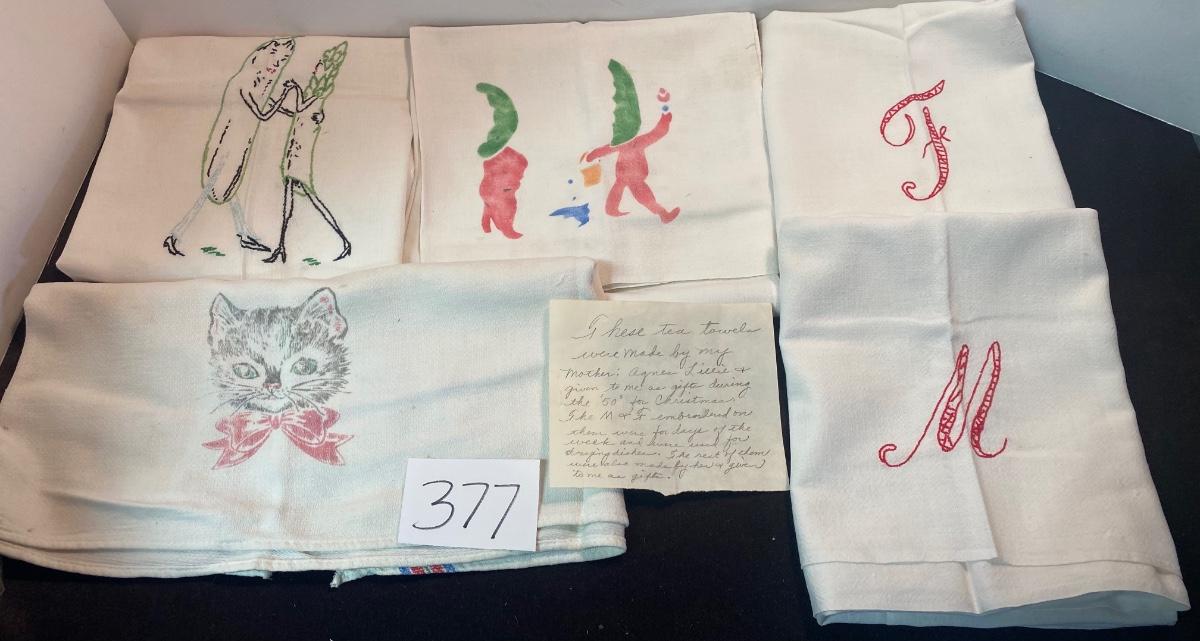 F
These tea towels
were made by my
Mother; Agnes Lillie &
given to me as gifts during
the '50s for Christmas.
The M & F embroidered on
them were for days of the
week and were used for
drying dishes. The rest of them
were also made by her & given
to me as gifts.
M
377